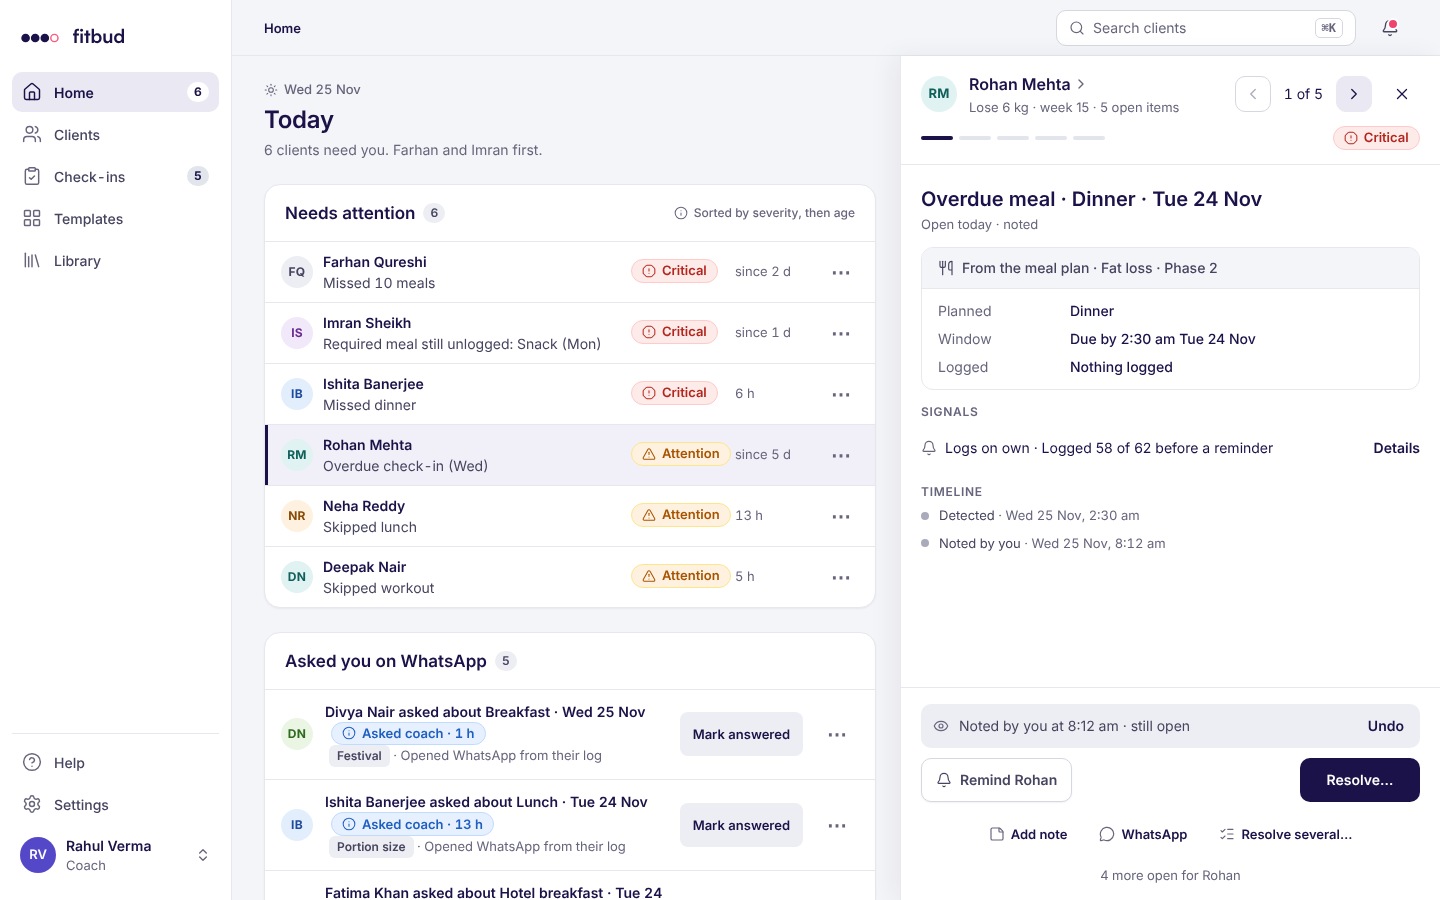 fitbud
Home 6
Clients
Check-ins 5
Templates
Library
Help
Settings
RV Rahul Verma
Coach
Home
Search clients ⌘K
Wed 25 Nov
Today
6 clients need you. Farhan and Imran first.
Needs attention 6 Sorted by severity, then age
FQ Farhan Qureshi Critical since 2 d
Missed 10 meals
IS Imran Sheikh Critical since 1 d
Required meal still unlogged: Snack (Mon)
IB Ishita Banerjee Critical 6 h
Missed dinner
RM Rohan Mehta Attention since 5 d
Overdue check-in (Wed)
NR Neha Reddy Attention 13 h
Skipped lunch
DN Deepak Nair Attention 5 h
Skipped workout
Asked you on WhatsApp 5
DN Divya Nair asked about Breakfast · Wed 25 Nov
Asked coach · 1 h
Festival · Opened WhatsApp from their log
Mark answered
IB Ishita Banerjee asked about Lunch · Tue 24 Nov
Asked coach · 13 h
Portion size · Opened WhatsApp from their log
Mark answered
Fatima Khan asked about Hotel breakfast · Tue 24
RM Rohan Mehta
Lose 6 kg · week 15 · 5 open items
1 of 5
Critical
Overdue meal · Dinner · Tue 24 Nov
Open today · noted
From the meal plan · Fat loss · Phase 2
Planned Dinner
Window Due by 2:30 am Tue 24 Nov
Logged Nothing logged
SIGNALS
Logs on own · Logged 58 of 62 before a reminder Details
TIMELINE
Detected · Wed 25 Nov, 2:30 am
Noted by you · Wed 25 Nov, 8:12 am
Noted by you at 8:12 am · still open Undo
Remind Rohan Resolve…
Add note WhatsApp Resolve several…
4 more open for Rohan